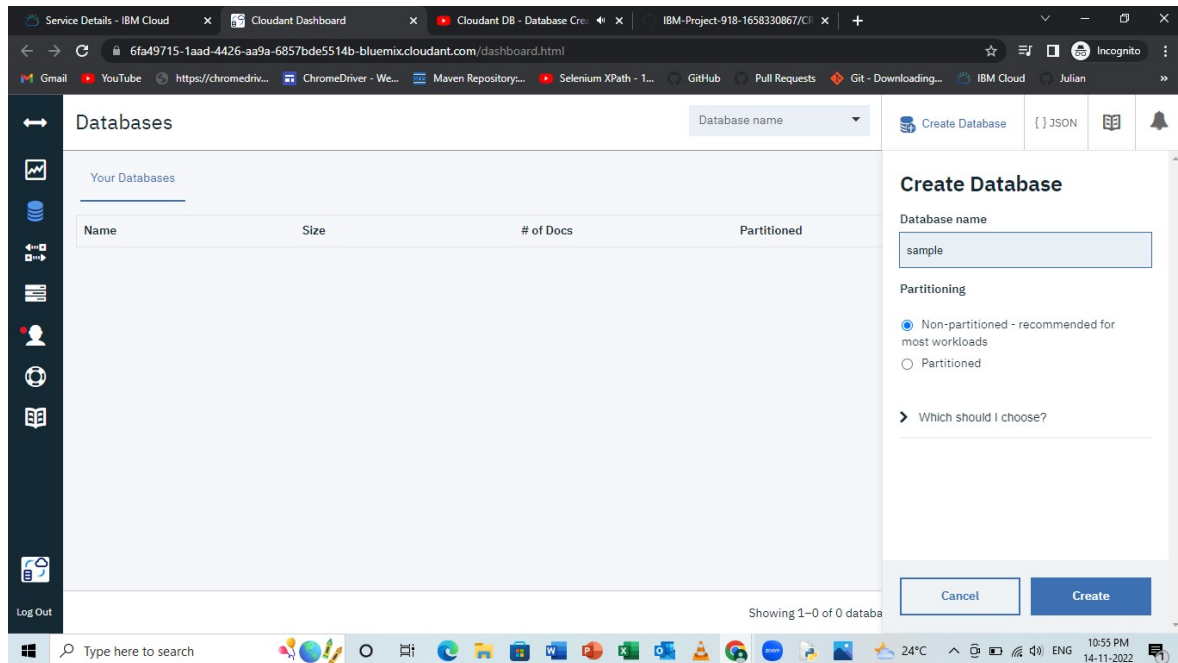 Service Details - IBM Cloud
Cloudant Dashboard
Cloudant DB - Database Crea
IBM-Project-918-1658330867/CR
6fa49715-1aad-4426-aa9a-6857bde5514b-bluemix.cloudant.com/dashboard.html
Incognito
Gmail YouTube https://chromedriv... ChromeDriver - We... Maven Repository:... Selenium XPath - 1... GitHub Pull Requests Git - Downloading... IBM Cloud Julian »
Databases
Database name
Create Database
{ } JSON
Your Databases
Name Size # of Docs Partitioned
Create Database
Database name
sample
Partitioning
Non-partitioned - recommended for
most workloads
Partitioned
Which should I choose?
Cancel
Create
Log Out
Showing 1–0 of 0 databa
Type here to search
zoom
24°C
ENG
10:55 PM
14-11-2022